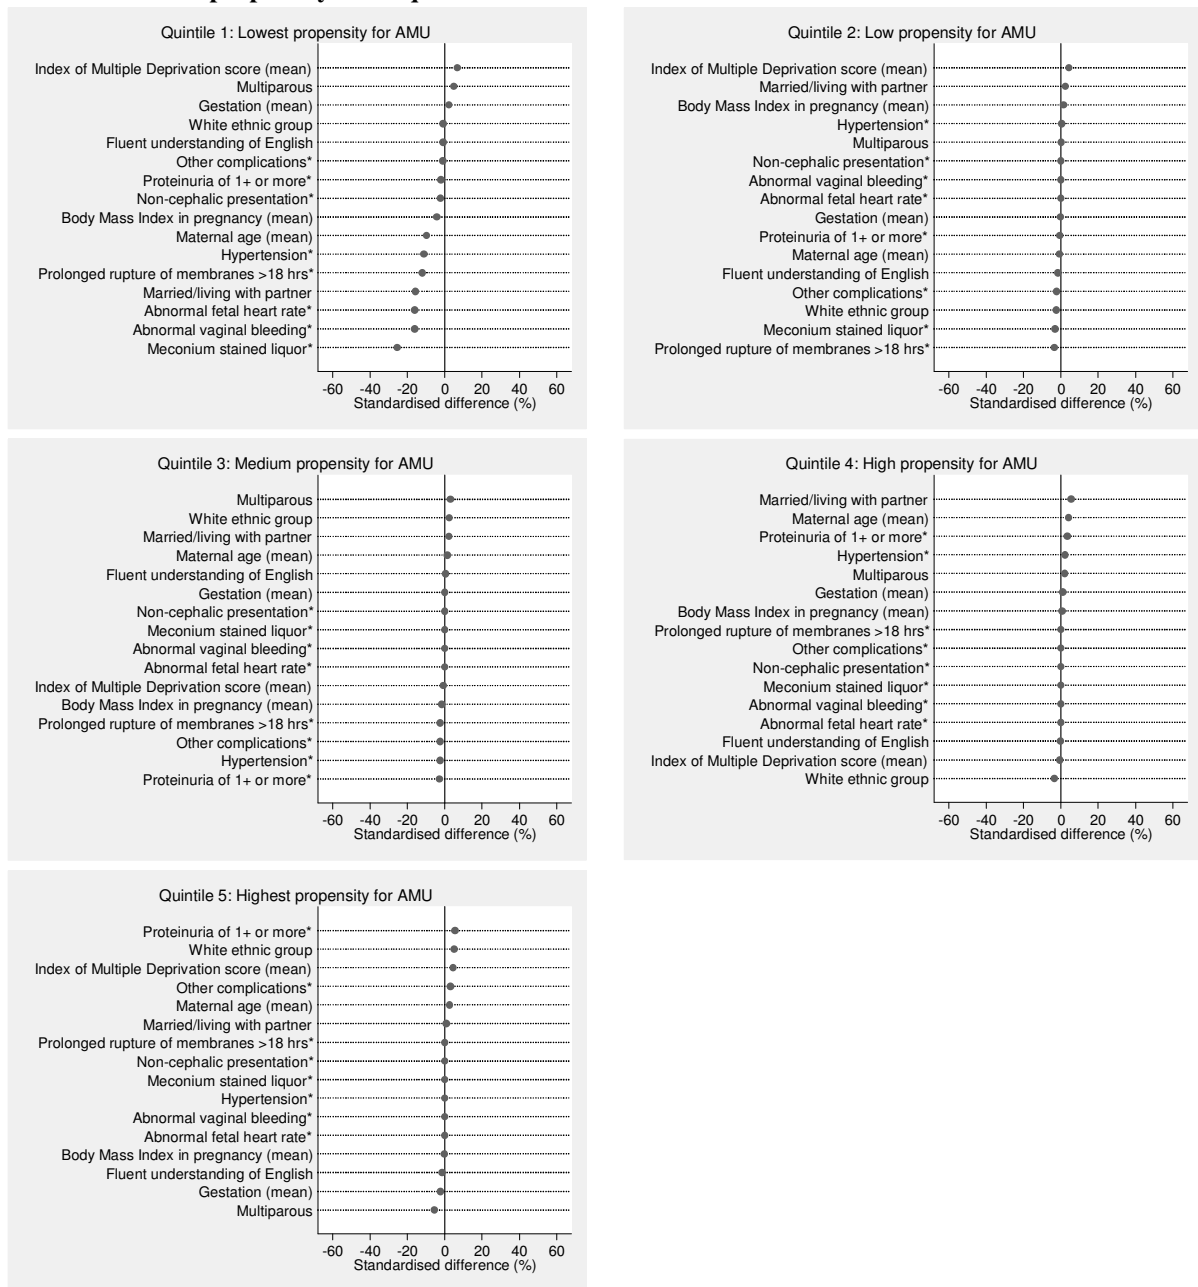 Quintile 1: Lowest propensity for AMU
Index of Multiple Deprivation score (mean)
Multiparous
Gestation (mean)
White ethnic group
Fluent understanding of English
Other complications*
Proteinuria of 1+ or more*
Non-cephalic presentation*
Body Mass Index in pregnancy (mean)
Maternal age (mean)
Hypertension*
Prolonged rupture of membranes >18 hrs*
Married/living with partner
Abnormal fetal heart rate*
Abnormal vaginal bleeding*
Meconium stained liquor*
-60 -40 -20 0 20 40 60
Standardised difference (%)
Quintile 2: Low propensity for AMU
Index of Multiple Deprivation score (mean)
Married/living with partner
Body Mass Index in pregnancy (mean)
Hypertension*
Multiparous
Non-cephalic presentation*
Abnormal vaginal bleeding*
Abnormal fetal heart rate*
Gestation (mean)
Proteinuria of 1+ or more*
Maternal age (mean)
Fluent understanding of English
Other complications*
White ethnic group
Meconium stained liquor*
Prolonged rupture of membranes >18 hrs*
-60 -40 -20 0 20 40 60
Standardised difference (%)
Quintile 3: Medium propensity for AMU
Multiparous
White ethnic group
Married/living with partner
Maternal age (mean)
Fluent understanding of English
Gestation (mean)
Non-cephalic presentation*
Meconium stained liquor*
Abnormal vaginal bleeding*
Abnormal fetal heart rate*
Index of Multiple Deprivation score (mean)
Body Mass Index in pregnancy (mean)
Prolonged rupture of membranes >18 hrs*
Other complications*
Hypertension*
Proteinuria of 1+ or more*
-60 -40 -20 0 20 40 60
Standardised difference (%)
Quintile 4: High propensity for AMU
Married/living with partner
Maternal age (mean)
Proteinuria of 1+ or more*
Hypertension*
Multiparous
Gestation (mean)
Body Mass Index in pregnancy (mean)
Prolonged rupture of membranes >18 hrs*
Other complications*
Non-cephalic presentation*
Meconium stained liquor*
Abnormal vaginal bleeding*
Abnormal fetal heart rate*
Fluent understanding of English
Index of Multiple Deprivation score (mean)
White ethnic group
-60 -40 -20 0 20 40 60
Standardised difference (%)
Quintile 5: Highest propensity for AMU
Proteinuria of 1+ or more*
White ethnic group
Index of Multiple Deprivation score (mean)
Other complications*
Maternal age (mean)
Married/living with partner
Prolonged rupture of membranes >18 hrs*
Non-cephalic presentation*
Meconium stained liquor*
Hypertension*
Abnormal vaginal bleeding*
Abnormal fetal heart rate*
Body Mass Index in pregnancy (mean)
Fluent understanding of English
Gestation (mean)
Multiparous
-60 -40 -20 0 20 40 60
Standardised difference (%)